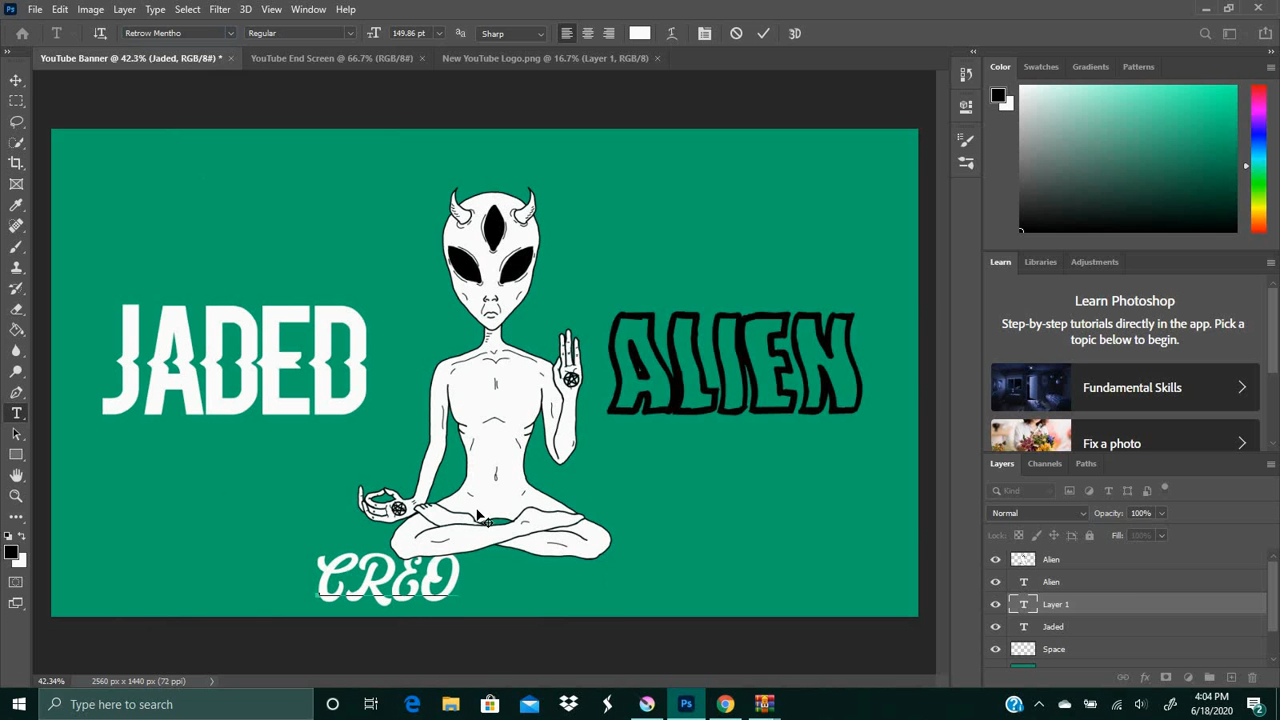 Ps File Edit Image Layer Type Select Filter 3D View Window Help
T Retrow Mentho Regular 149.86 pt Sharp 3D
YouTube Banner @ 42.3% (Jaded, RGB/8#) * × YouTube End Screen @ 66.7% (RGB/8#) × New YouTube Logo.png @ 16.7% (Layer 1, RGB/8) ×
Color Swatches Gradients Patterns
JADED
ALIEN
CREO
Learn Libraries Adjustments
Learn Photoshop
Step-by-step tutorials directly in the app. Pick a
topic below to begin.
Fundamental Skills
Fix a photo
Layers Channels Paths
Kind
Normal Opacity: 100%
Lock: Fill: 100%
Alien
T Alien
T Layer 1
T Jaded
Space
42.34% 2560 px x 1440 px (72 ppi)
Type here to search
Ps
4:04 PM
6/18/2020
2